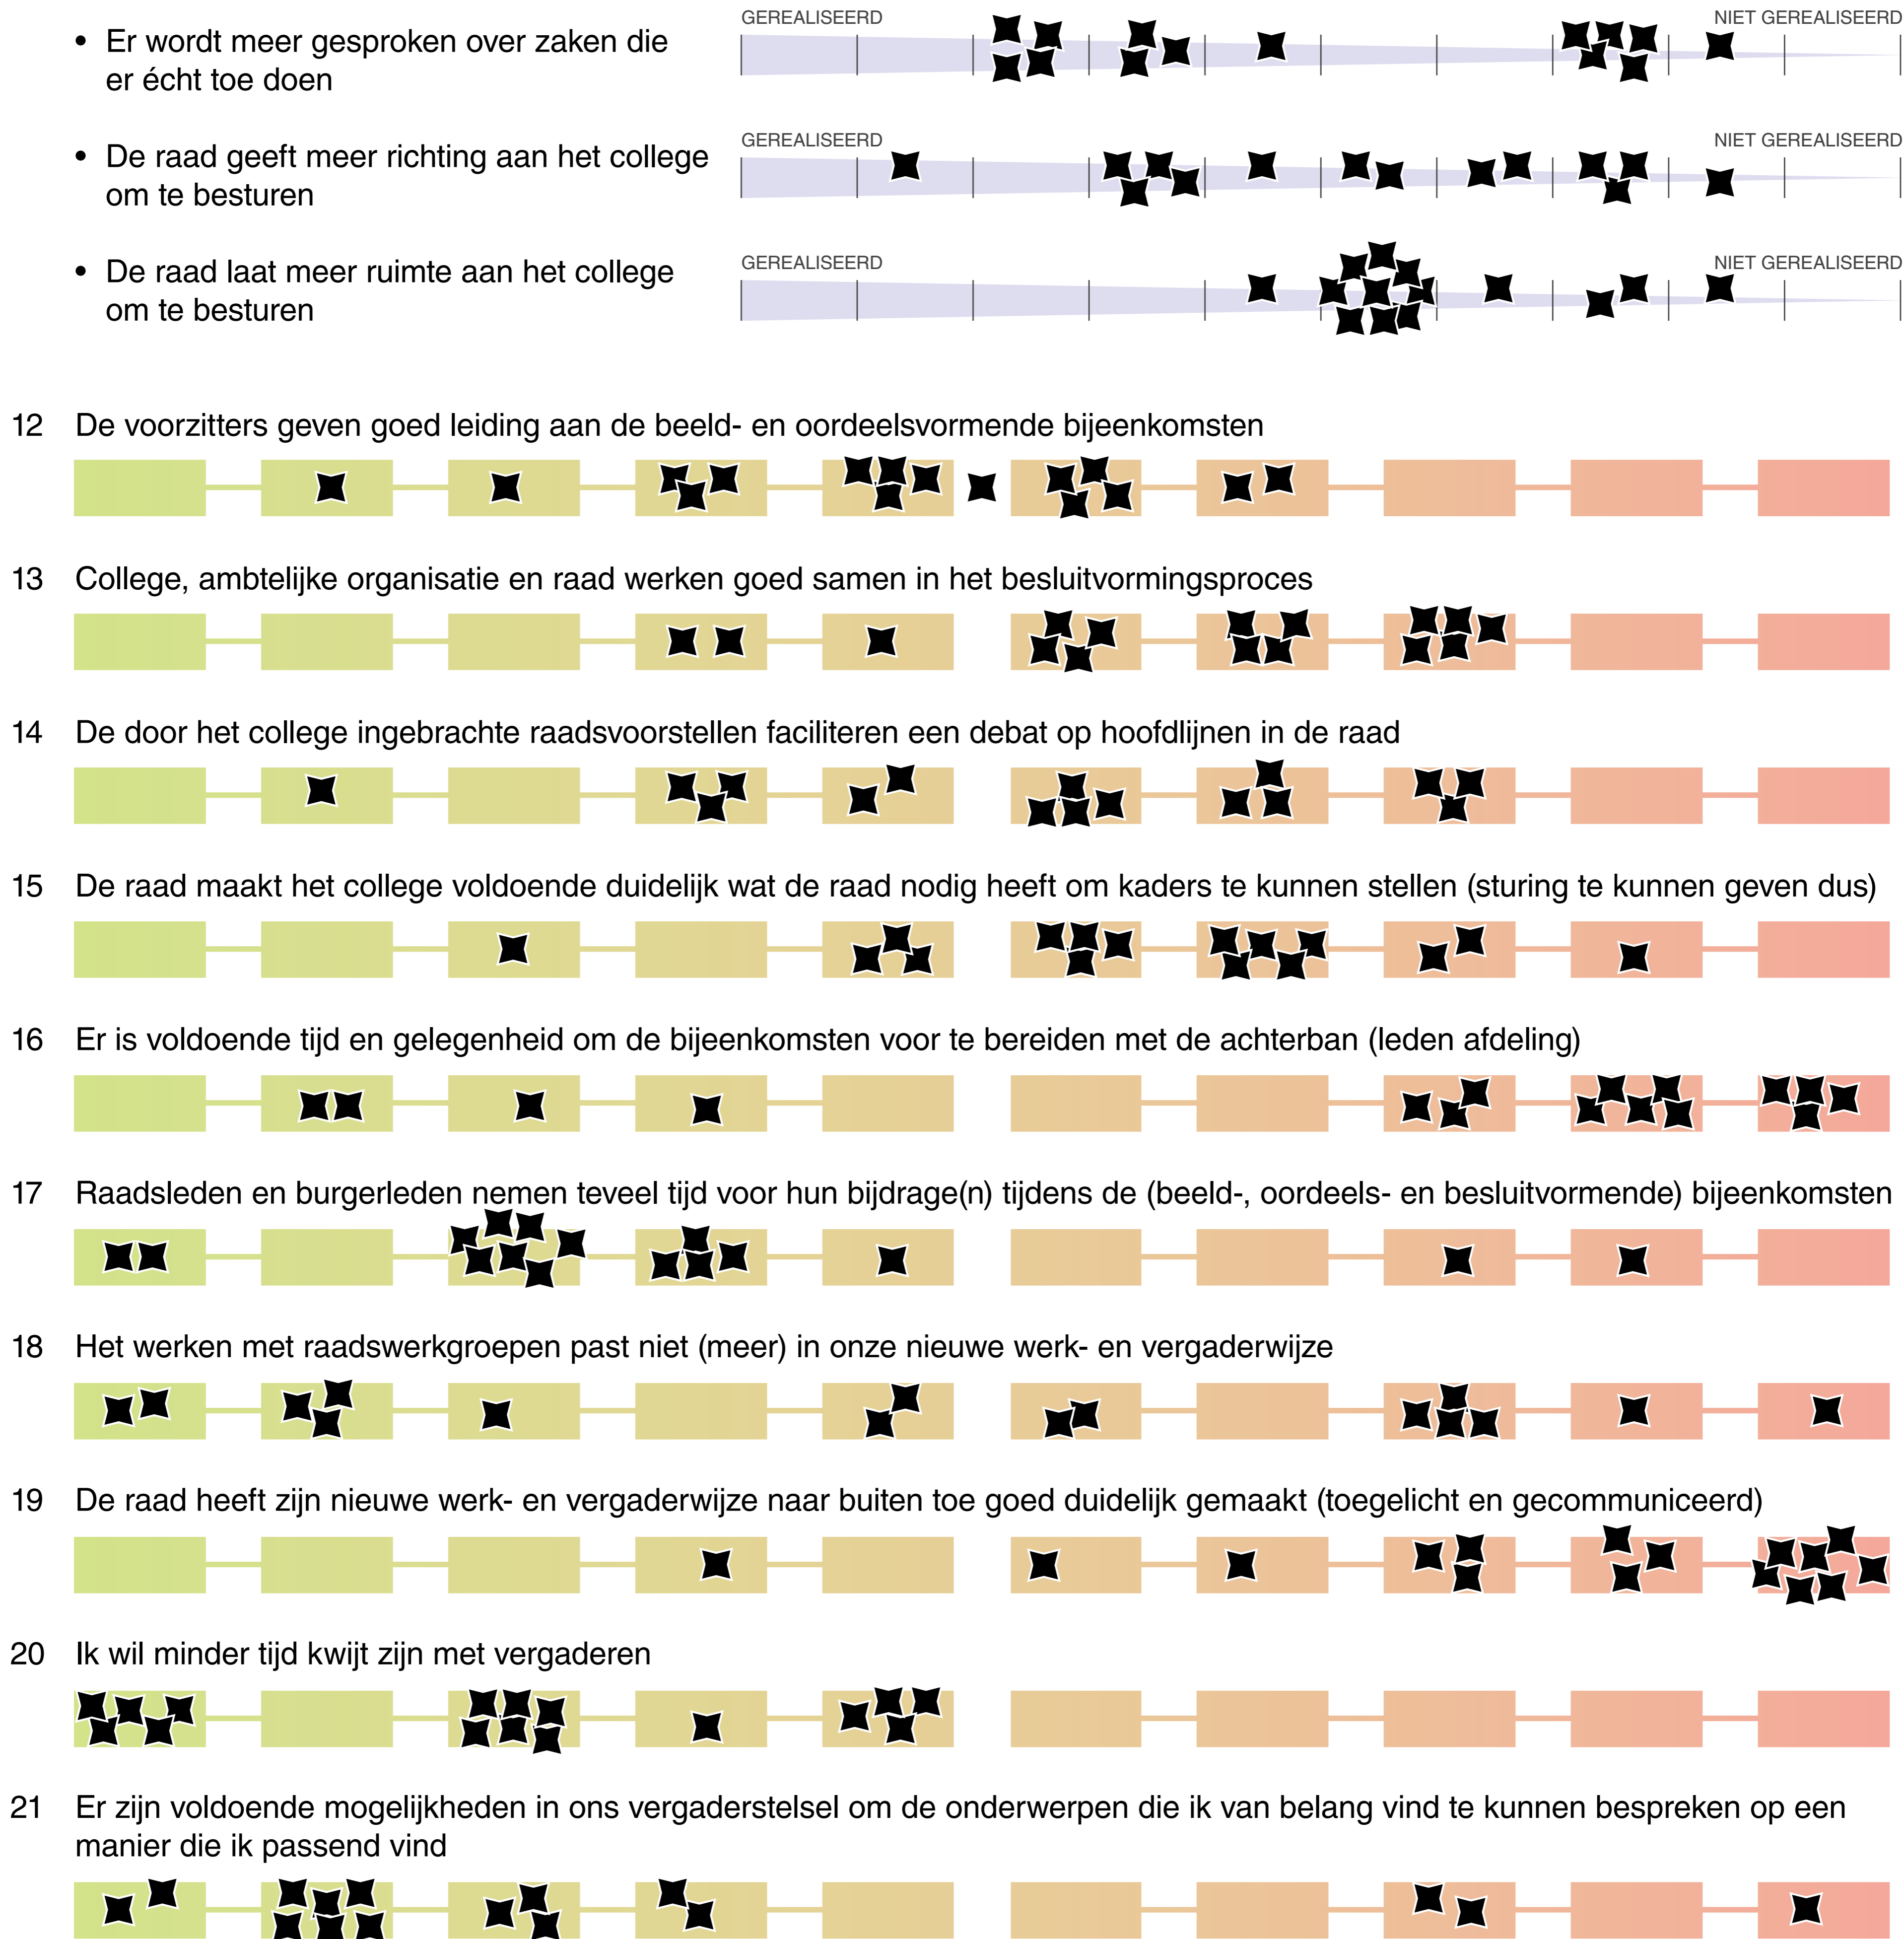 GEREALISEERD NIET GEREALISEERD
• Er wordt meer gesproken over zaken die
er écht toe doen
GEREALISEERD NIET GEREALISEERD
• De raad geeft meer richting aan het college
om te besturen
GEREALISEERD NIET GEREALISEERD
• De raad laat meer ruimte aan het college
om te besturen
12 De voorzitters geven goed leiding aan de beeld- en oordeelsvormende bijeenkomsten
13 College, ambtelijke organisatie en raad werken goed samen in het besluitvormingsproces
14 De door het college ingebrachte raadsvoorstellen faciliteren een debat op hoofdlijnen in de raad
15 De raad maakt het college voldoende duidelijk wat de raad nodig heeft om kaders te kunnen stellen (sturing te kunnen geven dus)
16 Er is voldoende tijd en gelegenheid om de bijeenkomsten voor te bereiden met de achterban (leden afdeling)
17 Raadsleden en burgerleden nemen teveel tijd voor hun bijdrage(n) tijdens de (beeld-, oordeels- en besluitvormende) bijeenkomsten
18 Het werken met raadswerkgroepen past niet (meer) in onze nieuwe werk- en vergaderwijze
19 De raad heeft zijn nieuwe werk- en vergaderwijze naar buiten toe goed duidelijk gemaakt (toegelicht en gecommuniceerd)
20 Ik wil minder tijd kwijt zijn met vergaderen
21 Er zijn voldoende mogelijkheden in ons vergaderstelsel om de onderwerpen die ik van belang vind te kunnen bespreken op een
manier die ik passend vind